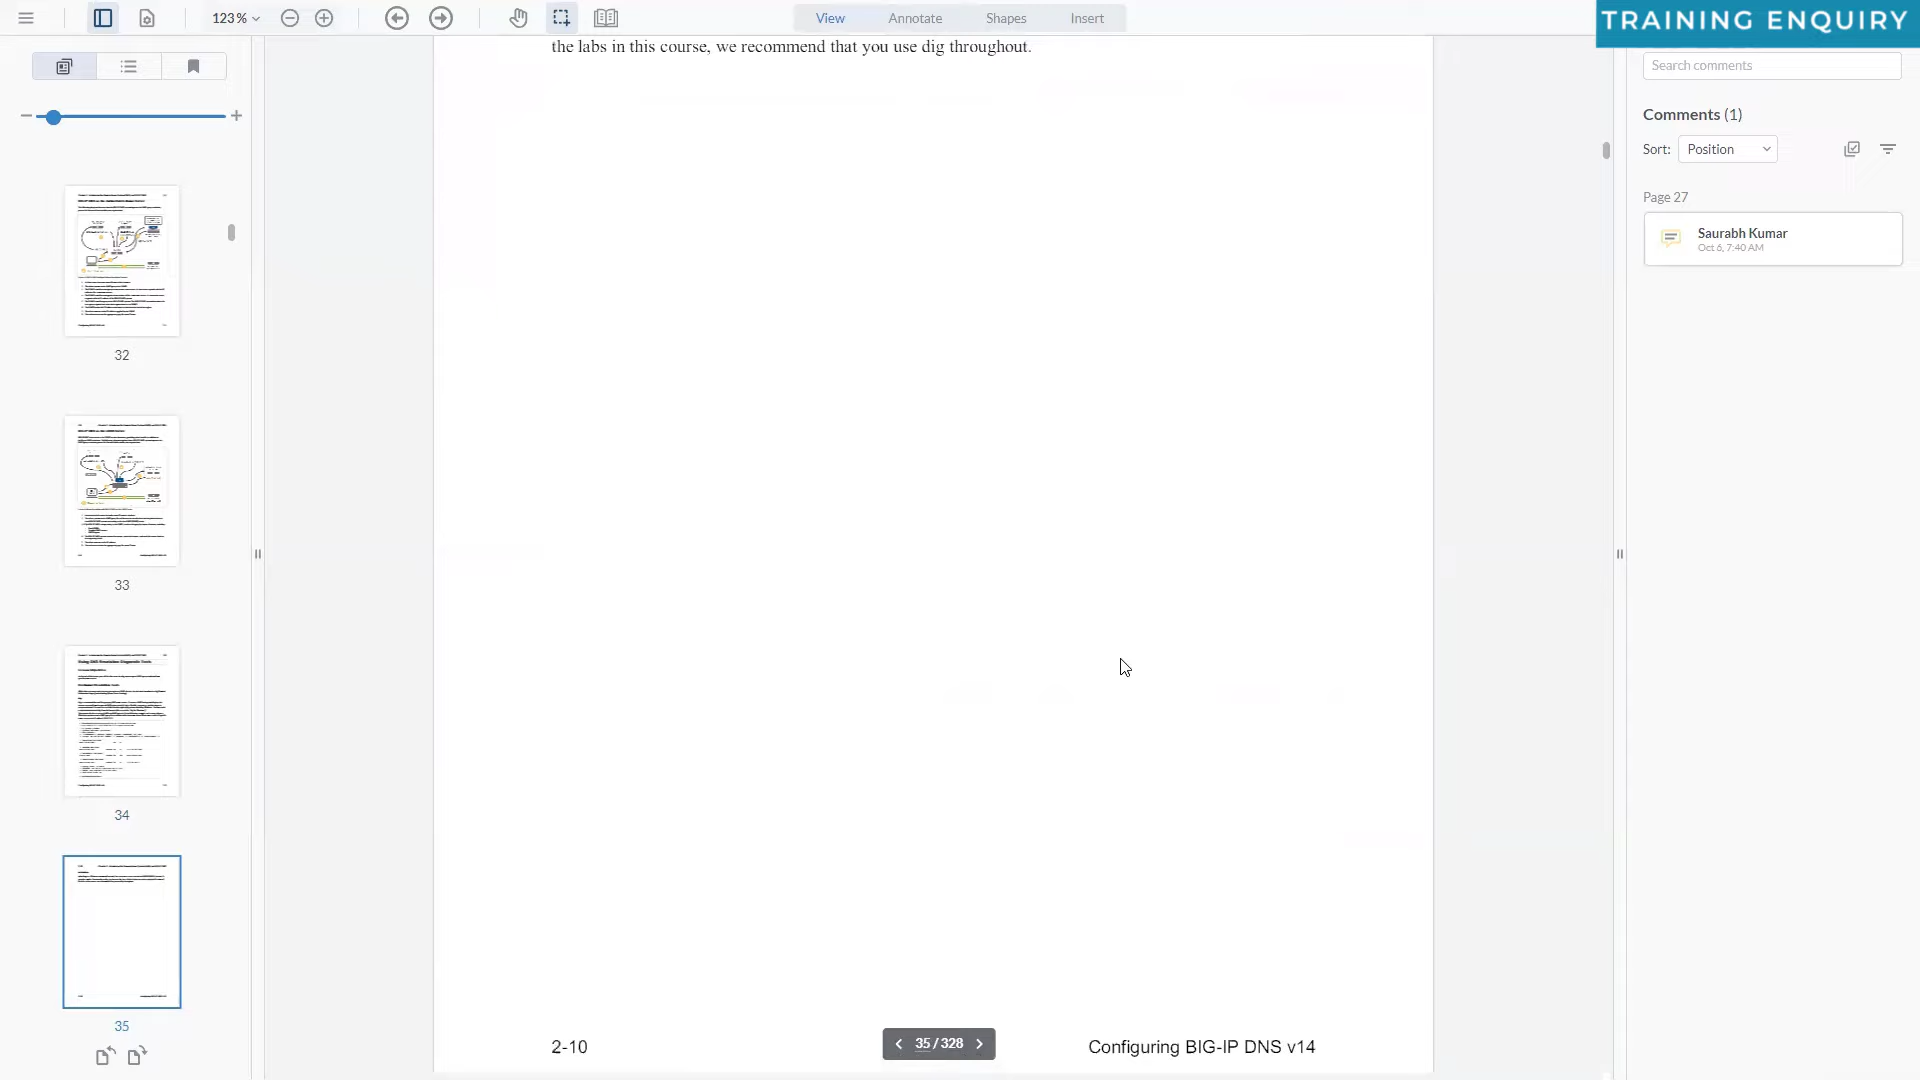 123 %
View
Annotate
Shapes
Insert
TRAINING ENQUIRY
the labs in this course, we recommend that you use dig throughout.
Search comments
Comments (1)
Sort:
Position
Page 27
Saurabh Kumar
Oct 6, 7:40 AM
32
33
34
35
2-10
35 / 328
Configuring BIG-IP DNS v14